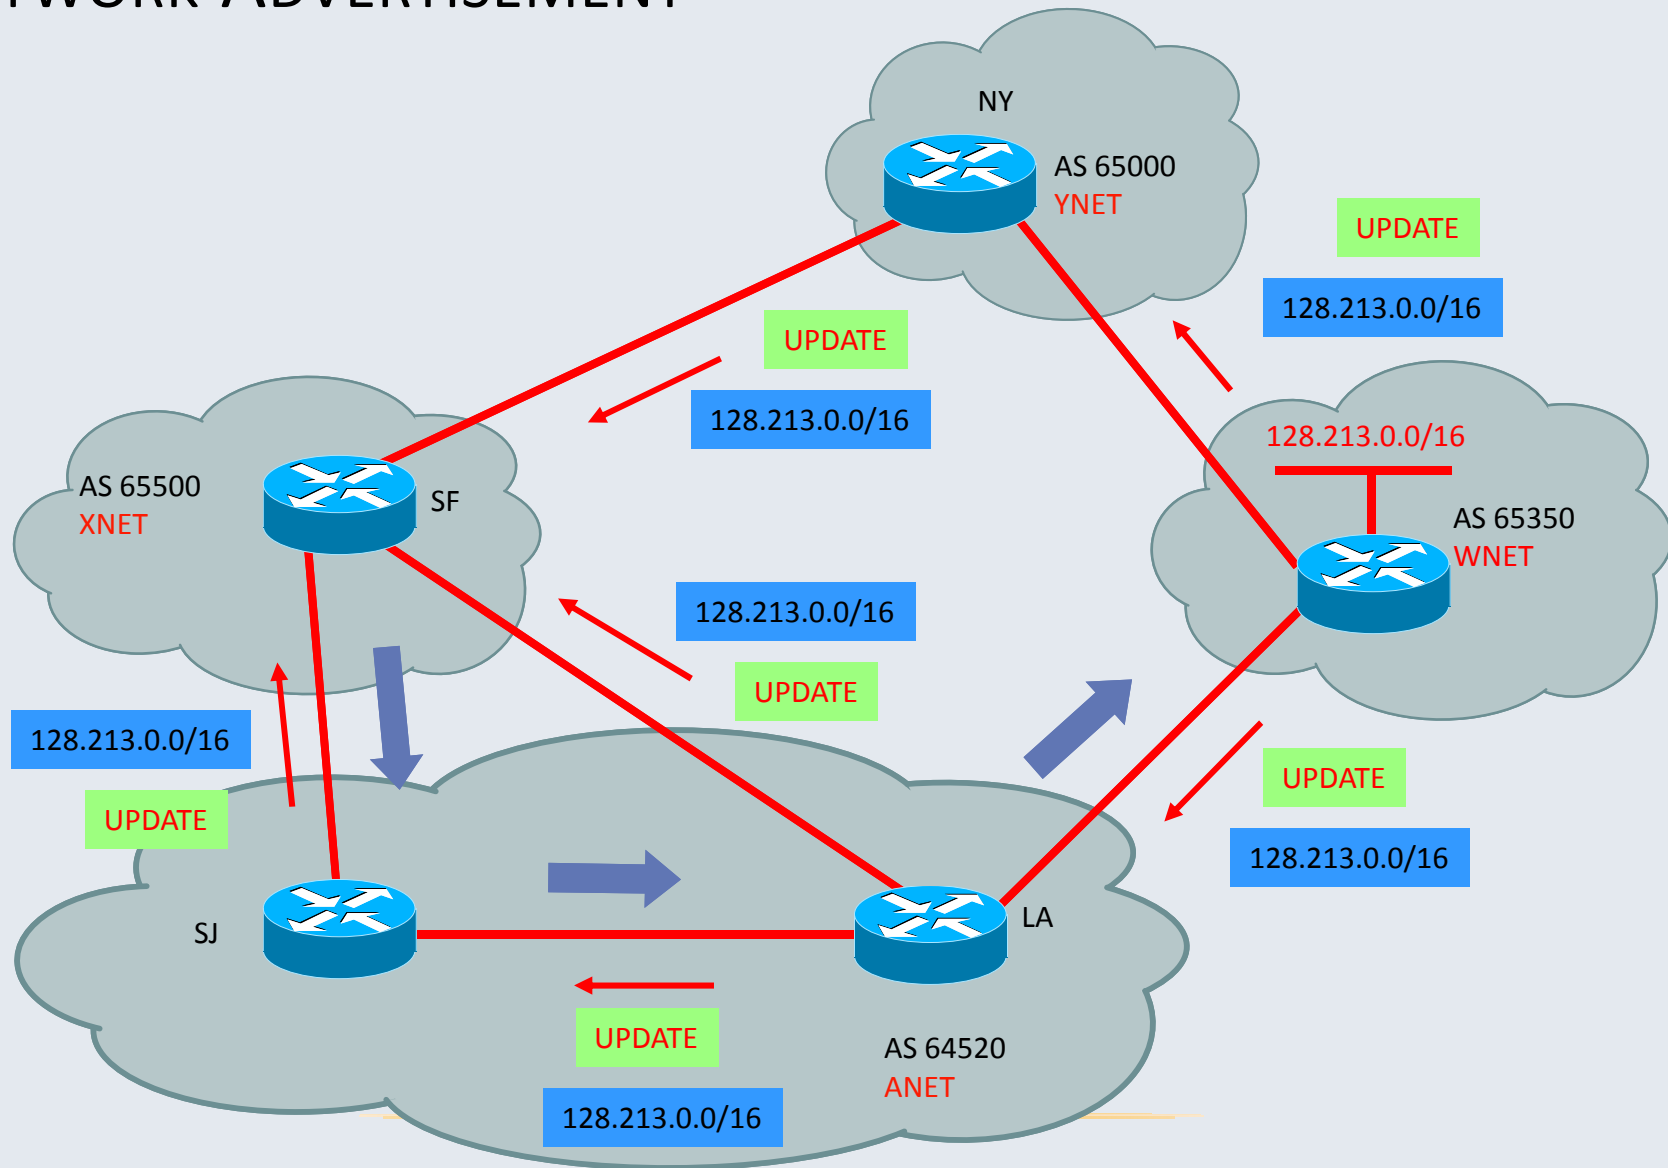 ADVERTISEMENT
NY
AS 65000
YNET
UPDATE
128.213.0.0/16
UPDATE
128.213.0.0/16
128.213.0.0/16
AS 65500
XNET
SF
AS 65350
WNET
128.213.0.0/16
UPDATE
128.213.0.0/16
UPDATE
UPDATE
128.213.0.0/16
SJ
LA
UPDATE
128.213.0.0/16
AS 64520
ANET